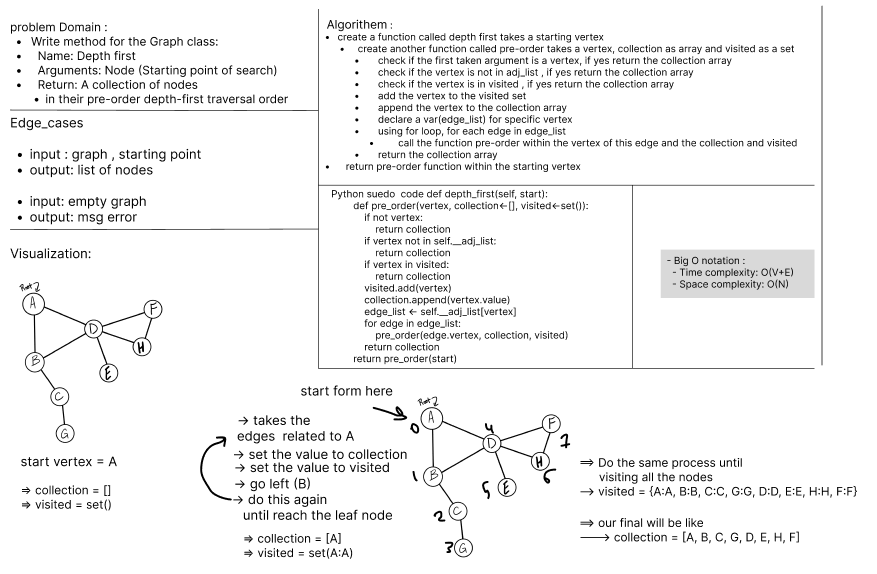 problem Domain :
• Write method for the Graph class:
• Name: Depth first
• Arguments: Node (Starting point of search)
• Return: A collection of nodes
• in their pre-order depth-first traversal order
Edge_cases
• input : graph , starting point
• output: list of nodes
• input: empty graph
• output: msg error
Visualization:
Root
A
F
D
H
B
E
C
G
start vertex = A
⇒ collection = []
⇒ visited = set()
Algorithem :
• create a function called depth first takes a starting vertex
• create another function called pre-order takes a vertex, collection as array and visited as a set
• check if the first taken argument is a vertex, if yes return the collection array
• check if the vertex is not in adj_list , if yes return the collection array
• check if the vertex is in visited , if yes return the collection array
• add the vertex to the visited set
• append the vertex to the collection array
• declare a var(edge_list) for specific vertex
• using for loop, for each edge in edge_list
• call the function pre-order within the vertex of this edge and the collection and visited
• return the collection array
• return pre-order function within the starting vertex
Python suedo code def depth_first(self, start):
def pre_order(vertex, collection←[], visited←set()):
if not vertex:
return collection
if vertex not in self.__adj_list:
return collection
if vertex in visited:
return collection
visited.add(vertex)
collection.append(vertex.value)
edge_list ← self.__adj_list[vertex]
for edge in edge_list:
pre_order(edge.vertex, collection, visited)
return collection
return pre_order(start)
- Big O notation :
- Time complexity: O(V+E)
- Space complexity: O(N)
start form here
→ takes the
edges related to A
→ set the value to collection
→ set the value to visited
→ go left (B)
→ do this again
until reach the leaf node
⇒ collection = [A]
⇒ visited = set(A:A)
Root
A
0
4
F
D
7
H
6
1
B
5
E
2
C
3
G
⇒ Do the same process until
visiting all the nodes
→ visited = {A:A, B:B, C:C, G:G, D:D, E:E, H:H, F:F}
⇒ our final will be like
→ collection = [A, B, C, G, D, E, H, F]